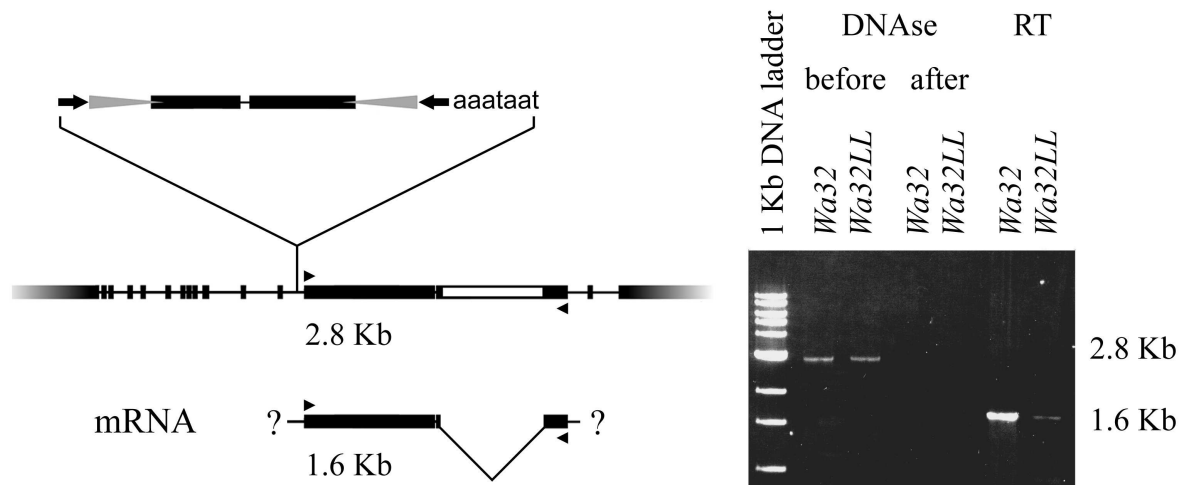 aaataat
2.8 Kb
mRNA
?
?
1.6 Kb
1 Kb DNA ladder
DNAse
RT
before
after
Wa32
Wa32LL
Wa32
Wa32LL
Wa32
Wa32LL
2.8 Kb
1.6 Kb